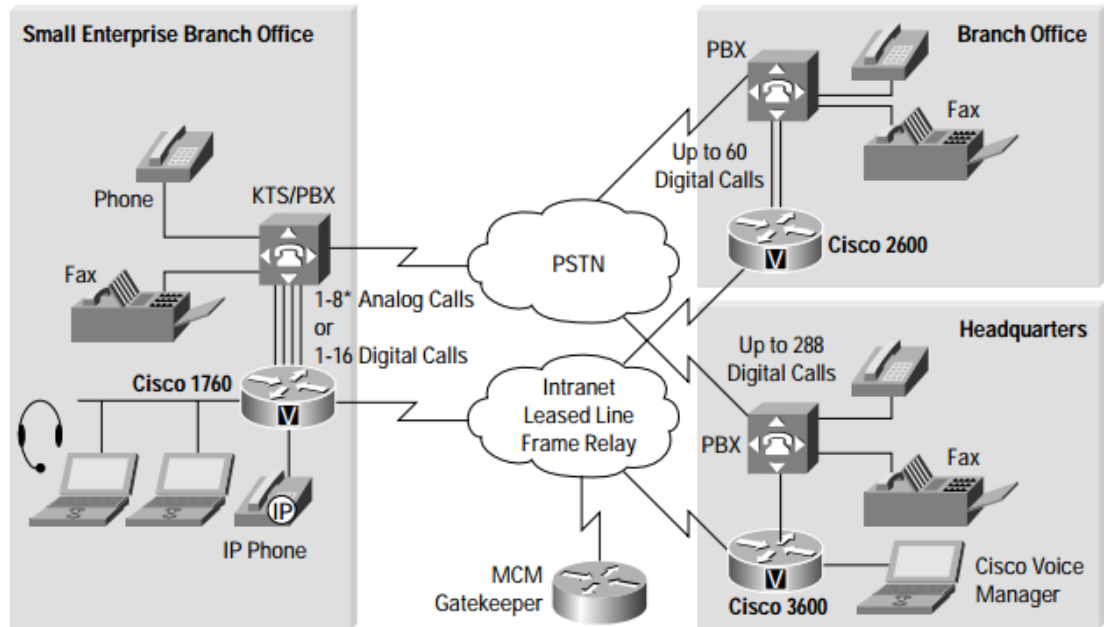 Small Enterprise Branch Office
Phone
KTS/PBX
Fax
1-8* Analog Calls
or
1-16 Digital Calls
Cisco 1760
V
IP
IP Phone
PSTN
Intranet
Leased Line
Frame Relay
MCM
Gatekeeper
Branch Office
PBX
Fax
Up to 60
Digital Calls
Cisco 2600
V
Headquarters
Up to 288
Digital Calls
PBX
Fax
V
Cisco 3600
Cisco Voice
Manager